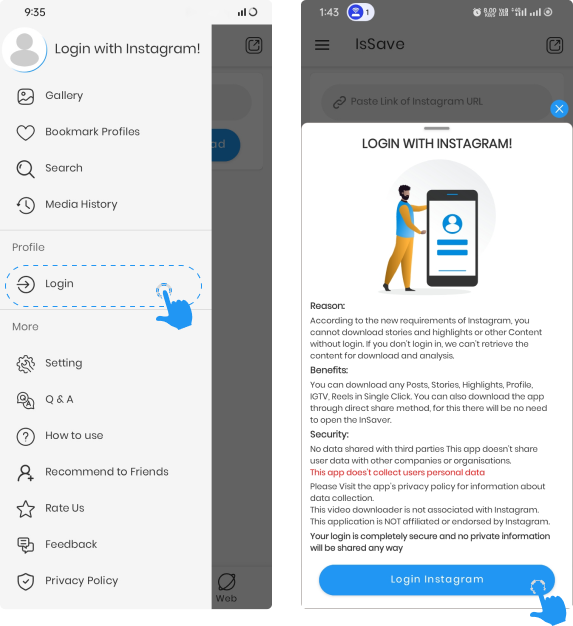 9:35
Login with Instagram!
Gallery
Bookmark Profiles
Search
Media History
Profile
Login
More
Setting
Q & A
How to use
Recommend to Friends
Rate Us
Feedback
Privacy Policy
ad
Web
1:43
1
IsSave
Paste Link of Instagram URL
LOGIN WITH INSTAGRAM!
Reason:
According to the new requirements of Instagram, you
cannot download stories and highlights or other Content
without login. If you don't login in, we can't retrieve the
content for download and analysis.
Benefits:
You can download any Posts, Stories, Highlights, Profile,
IGTV, Reels in Single Click. You can also download the app
through direct share method, for this there will be no need
to open the InSaver.
Security:
No data shared with third parties This app doesn't share
user data with other companies or organisations.
This app does't collect users personal data
Please Visit the app's privacy policy for information about
data collection.
This video downloader is not associated with Instagram.
This application is NOT affiliated or endorsed by Instagram.
Your login is completely secure and no private information
will be shared any way
Login Instagram